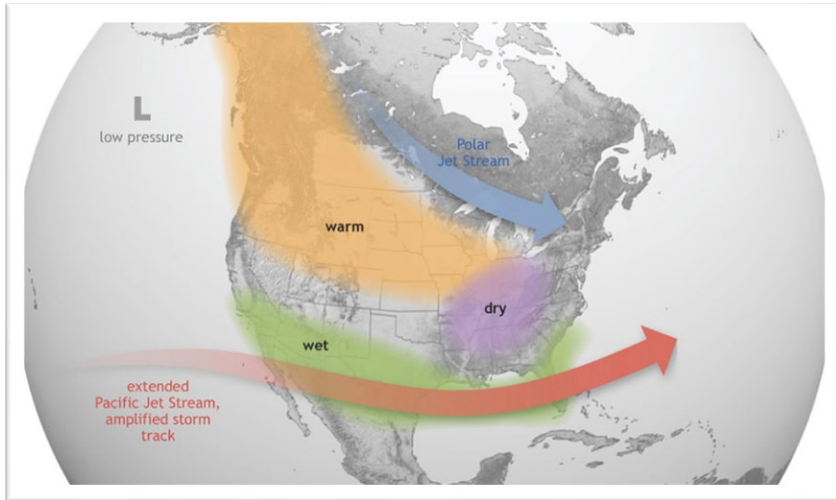 L
low pressure
Polar
Jet Stream
warm
dry
wet
extended
Pacific Jet Stream,
amplified storm
track